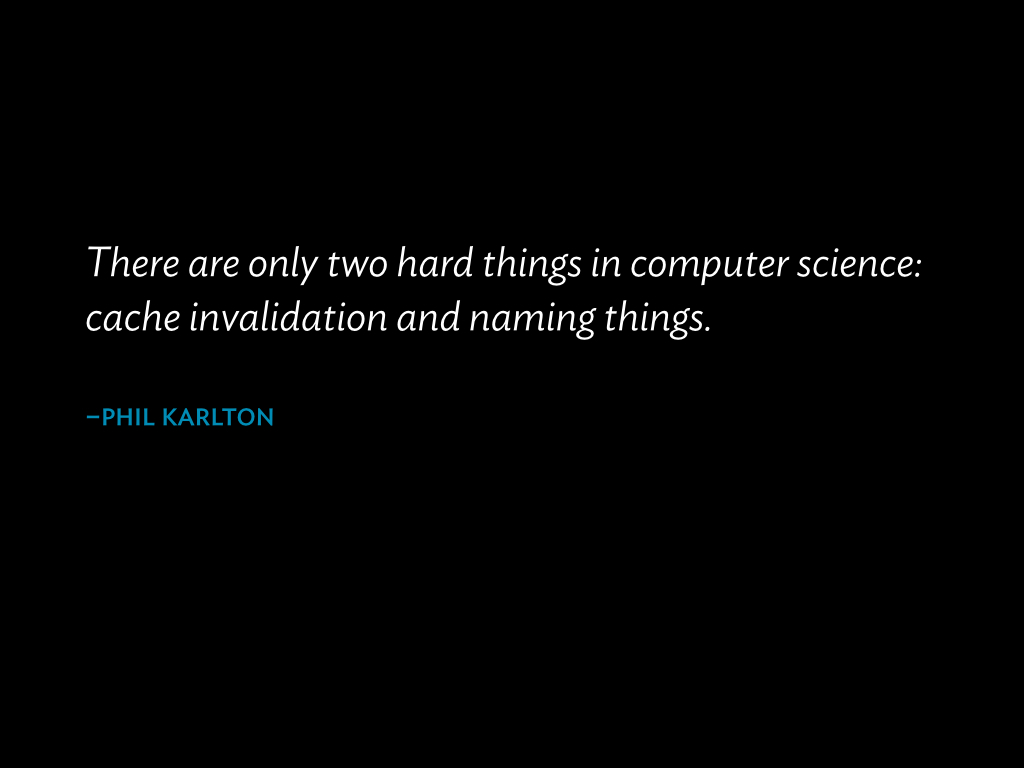 There are only two hard things in computer science:
cache invalidation and naming things.
–PHIL KARLTON